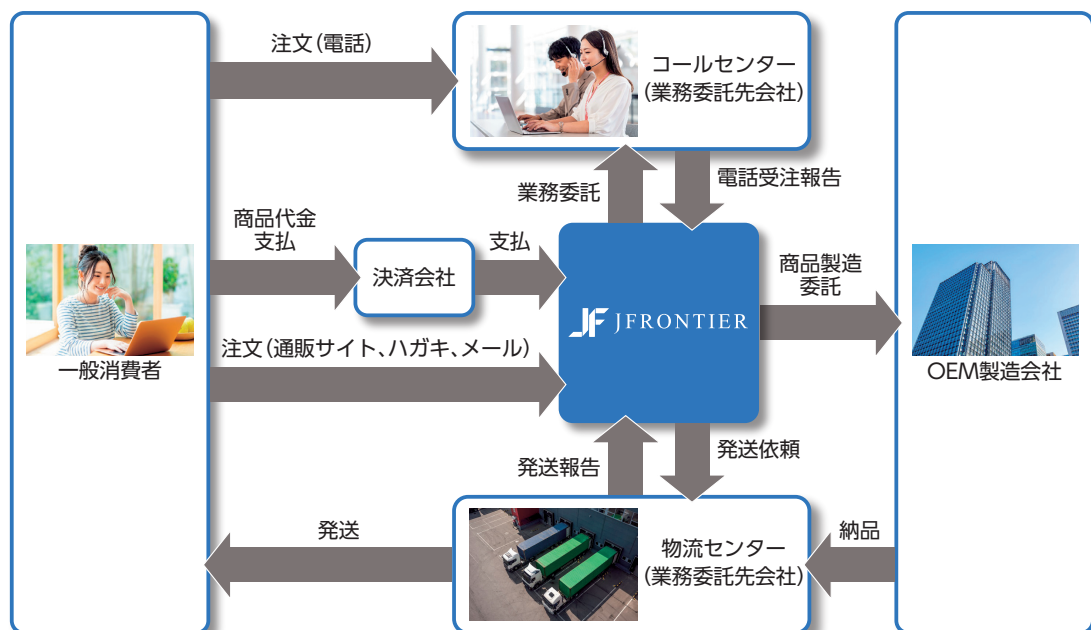 注文(電話)
コールセンター
(業務委託先会社)
業務委託
電話受注報告
商品代金
支払
決済会社
支払
商品製造
委託
JF JFRONTIER
注文(通販サイト、ハガキ、メール)
一般消費者
OEM製造会社
発送報告
発送依頼
発送
物流センター
(業務委託先会社)
納品